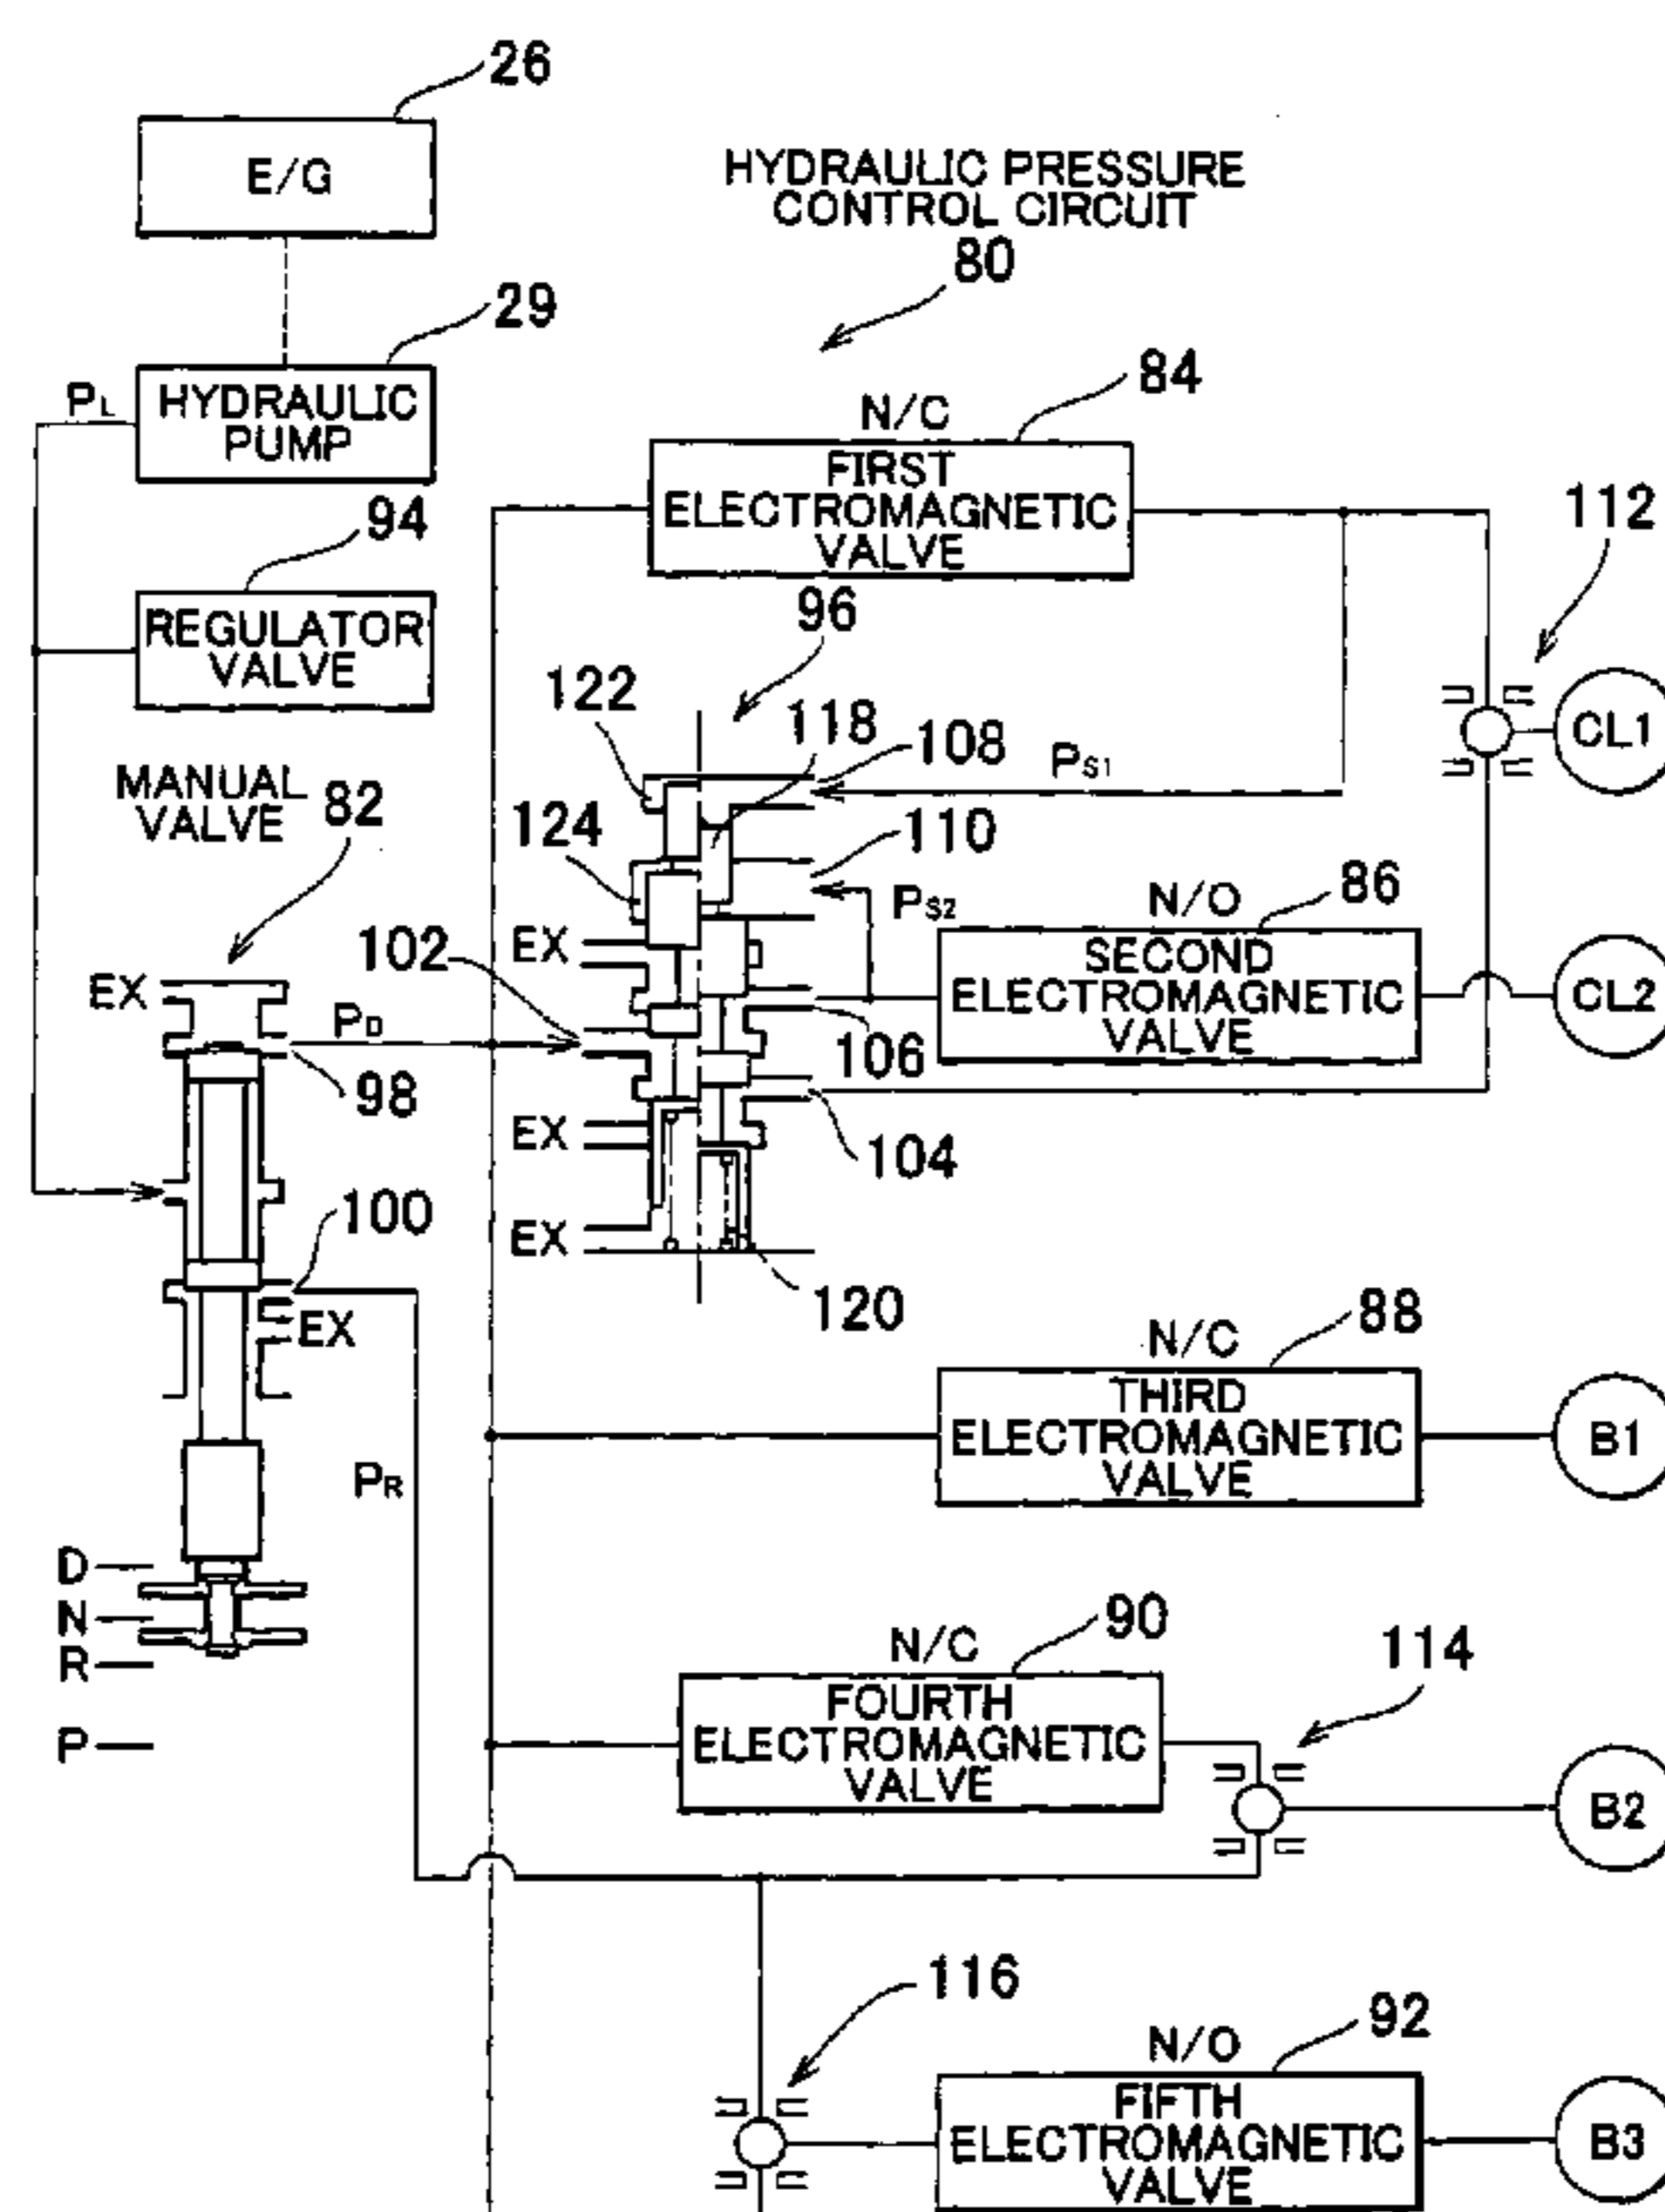 26
E/G
HYDRAULIC PRESSURE
CONTROL CIRCUIT
80
29
HYDRAULIC
PUMP
PL
84
N/C
FIRST
ELECTROMAGNETIC
VALVE
94
REGULATOR
VALVE
112
96
122
118
108
PS1
CL1
MANUAL
VALVE
82
124
110
PS2
N/O
86
SECOND
ELECTROMAGNETIC
VALVE
CL2
EX
102
EX
PD
106
98
EX
104
100
EX
EX
120
88
N/C
THIRD
ELECTROMAGNETIC
VALVE
B1
PR
D
N
R
P
90
N/C
FOURTH
ELECTROMAGNETIC
VALVE
114
B2
116
92
N/O
FIFTH
ELECTROMAGNETIC
VALVE
B3